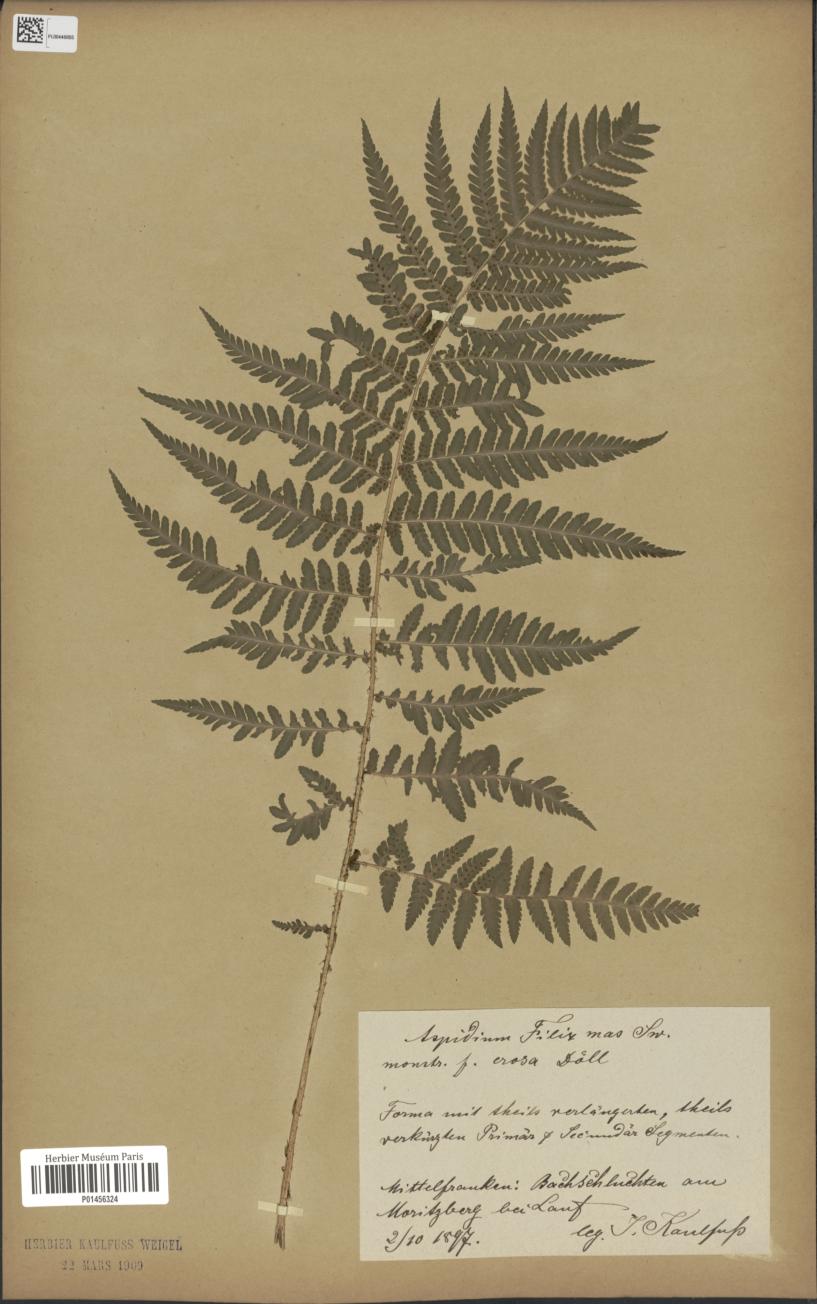 Aspidium Filix mas Sw.
monstr. f. erosa Döll
Forma mit theils verlängerten, theils
verkürzten Primär & Secundär Segmenten.
Mittelfranken: Bachschluchten am
Moritzberg bei Lauf
2/10 1897. leg. J. Kaulfuß
Herbier Muséum Paris
P01456324
HERBIER KAULFUSS WEIGEL
22 MARS 1909